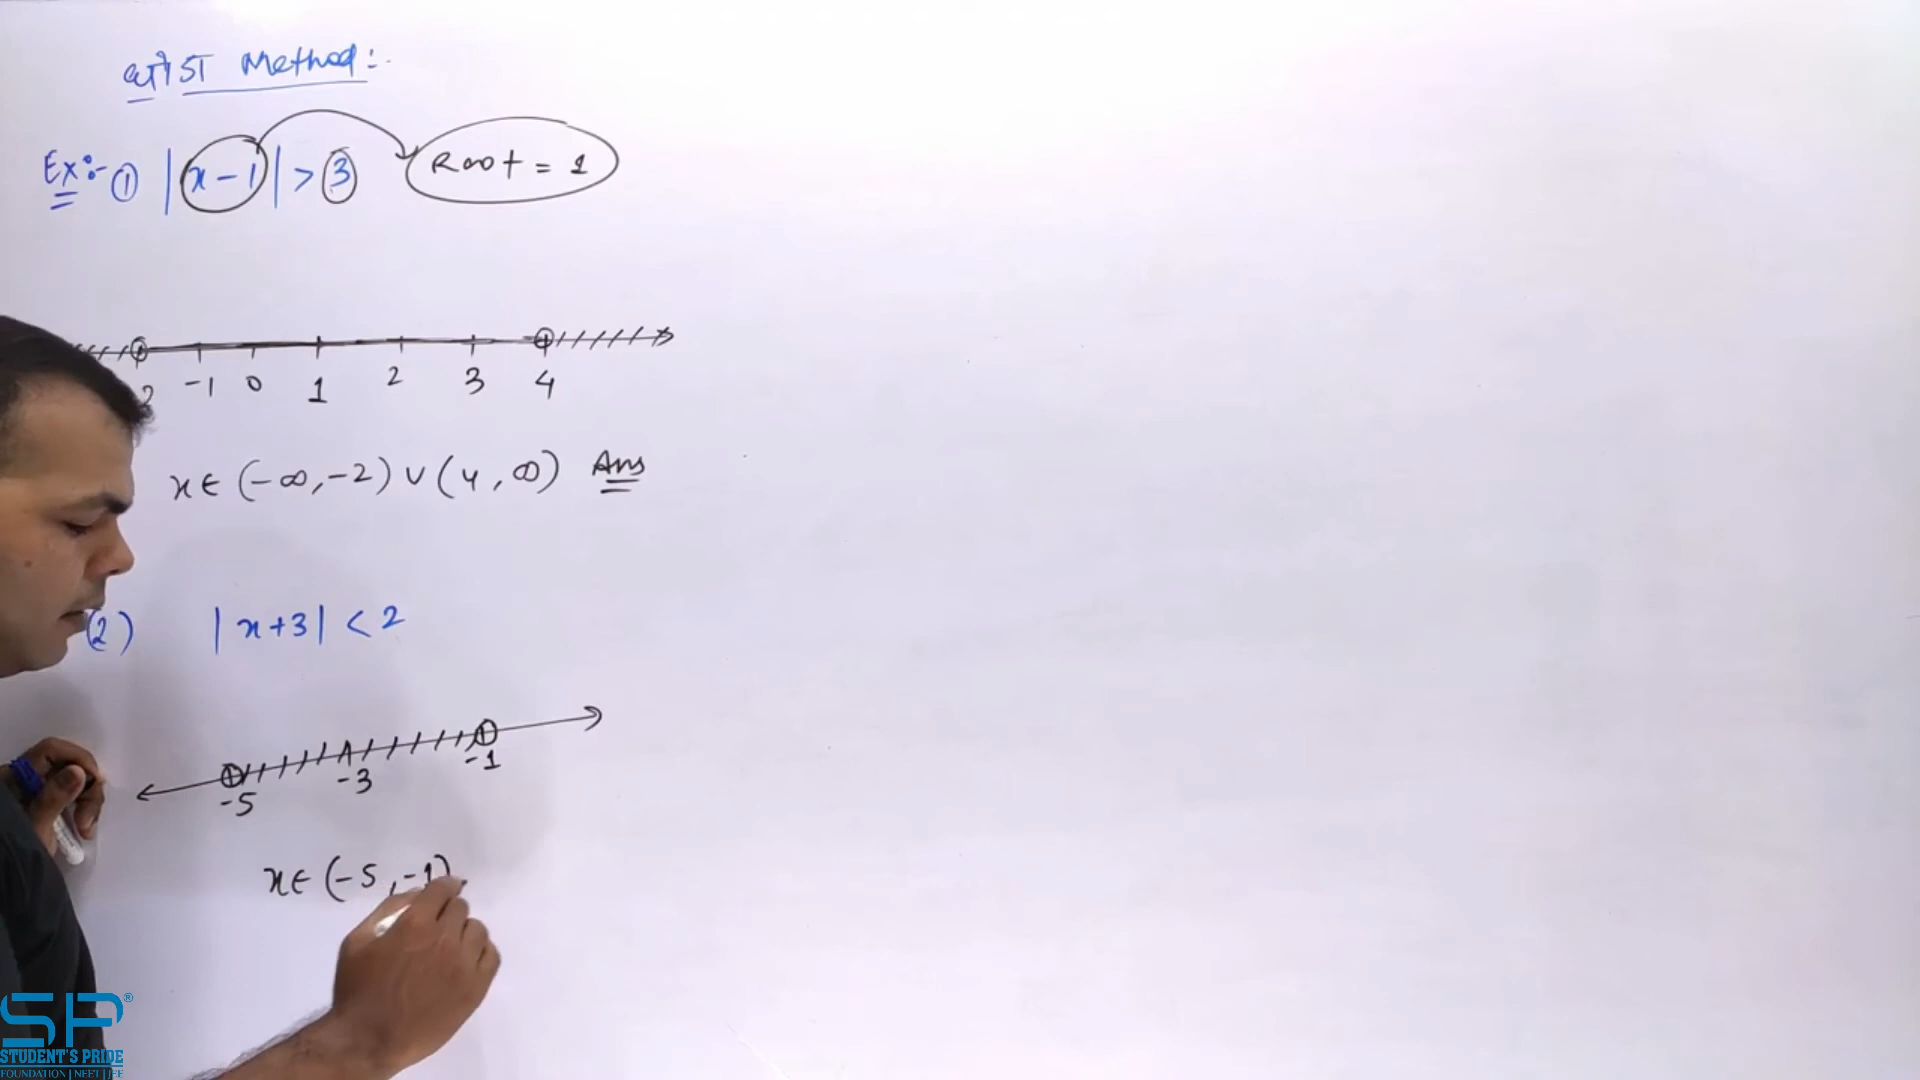 Method :-
Ex:- ① |x-1| > 3 Root = 1
2 -1 0 1 2 3 4
x ∈ (-∞,-2) ∪ (4,∞) Ans
(2) |x+3| < 2
-5 -3 -1
x ∈ (-5,-1)
SP®
STUDENT'S PRIDE
FOUNDATION | NEET | JEE